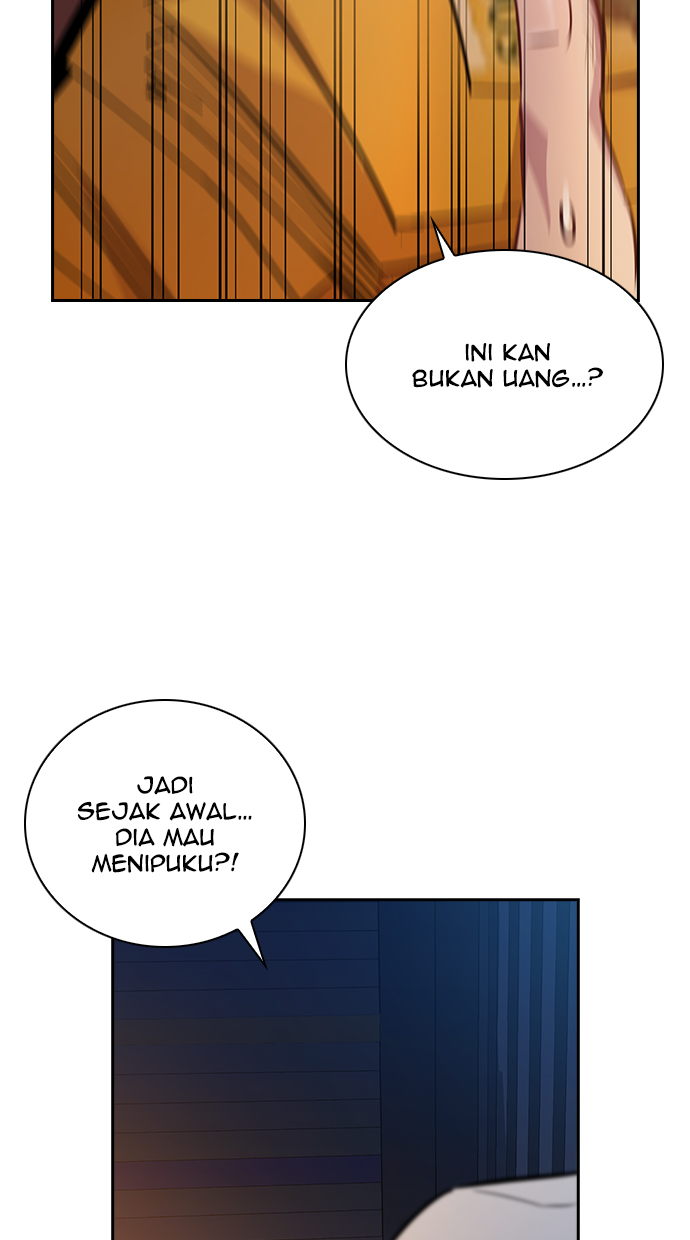 INI KAN
BUKAN UANG...?
JADI
SEJAK AWAL...
DIA MAU
MENIPUKU?!